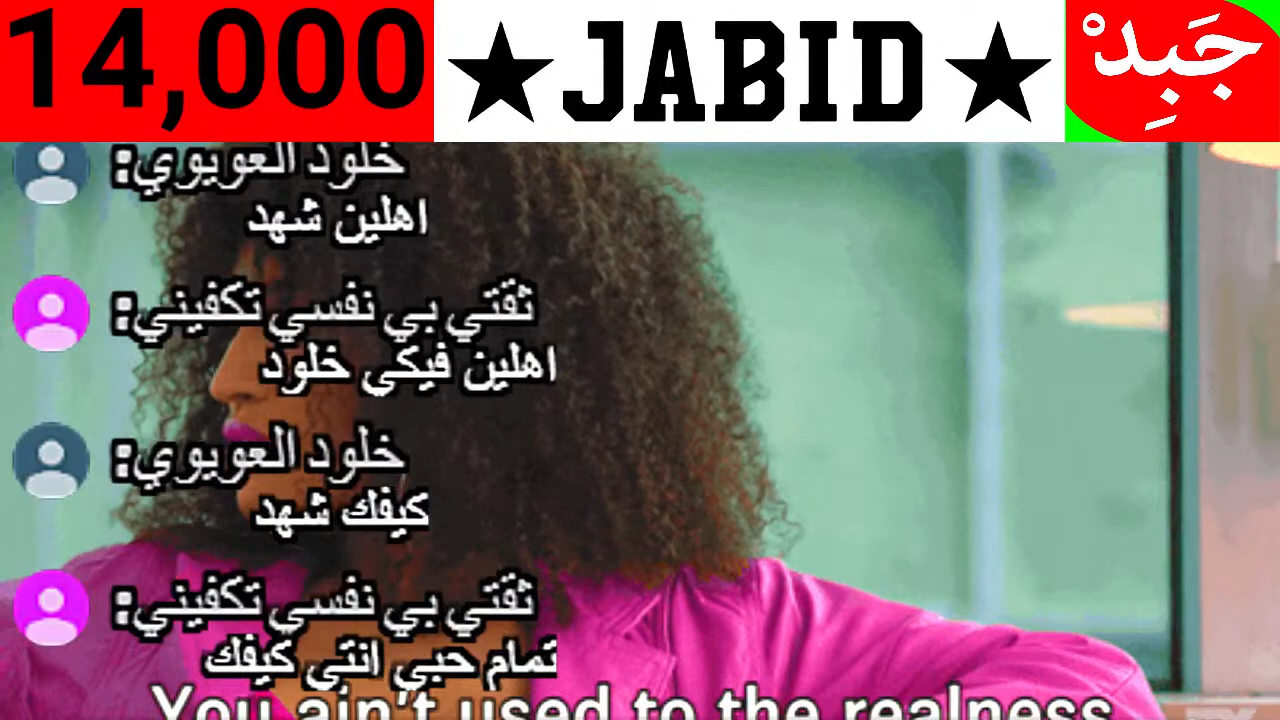 14,000
★JABID★
جَبِدْ
خلود العويوي:
اهلين شهد
ثقتي بي نفسي تكفيني:
اهلين فيكي خلود
خلود العويوي:
كيفك شهد
ثقتي بي نفسي تكفيني:
تمام حبي انتي كيفك
You ain't used to the realness